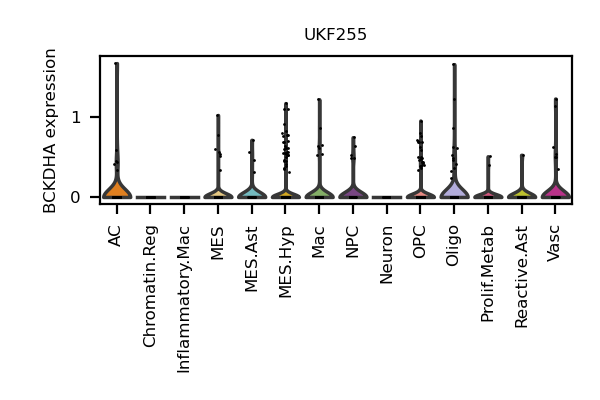 UKF255
BCKDHA expression
1
0
AC
Chromatin.Reg
Inflammatory.Mac
MES
MES.Ast
MES.Hyp
Mac
NPC
Neuron
OPC
Oligo
Prolif.Metab
Reactive.Ast
Vasc